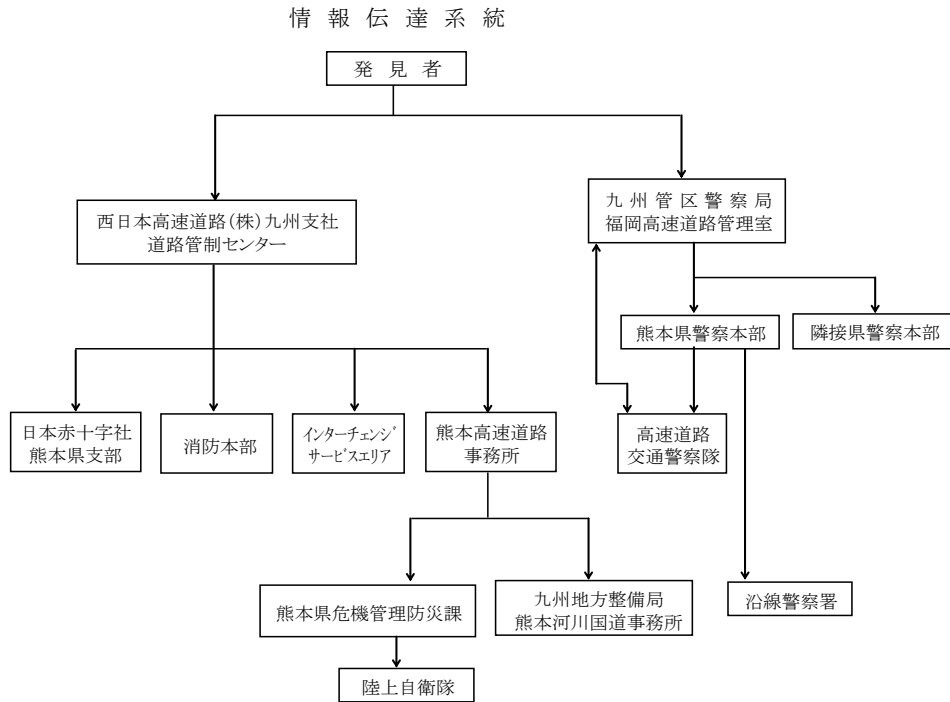 情報伝達系統
発見者
西日本高速道路(株)九州支社
道路管制センター
九州管区警察局
福岡高速道路管理室
熊本県警察本部
隣接県警察本部
日本赤十字社
熊本県支部
消防本部
インターチェンジ
サービスエリア
熊本高速道路
事務所
高速道路
交通警察隊
熊本県危機管理防災課
九州地方整備局
熊本河川国道事務所
沿線警察署
陸上自衛隊